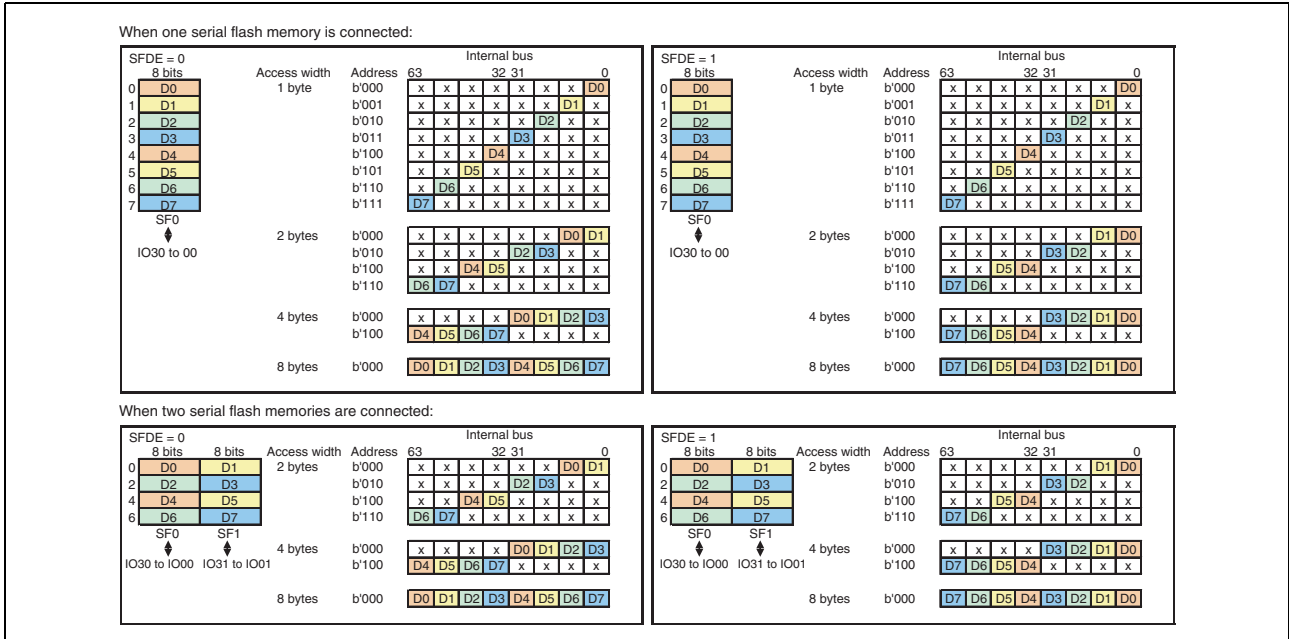 When one serial flash memory is connected:
SFDE = 0
Internal bus
8 bits Access width Address 63 32 31 0
0 D0 1 byte b'000 x x x x x x x D0
1 D1 b'001 x x x x x x D1 x
2 D2 b'010 x x x x x D2 x x
3 D3 b'011 x x x x D3 x x x
4 D4 b'100 x x x D4 x x x x
5 D5 b'101 x x D5 x x x x x
6 D6 b'110 x D6 x x x x x x
7 D7 b'111 D7 x x x x x x x
SF0
2 bytes b'000 x x x x x x D0 D1
IO30 to 00 b'010 x x x x D2 D3 x x
b'100 x x D4 D5 x x x x
b'110 D6 D7 x x x x x x
4 bytes b'000 x x x x D0 D1 D2 D3
b'100 D4 D5 D6 D7 x x x x
8 bytes b'000 D0 D1 D2 D3 D4 D5 D6 D7
SFDE = 1
Internal bus
8 bits Access width Address 63 32 31 0
0 D0 1 byte b'000 x x x x x x x D0
1 D1 b'001 x x x x x x D1 x
2 D2 b'010 x x x x x D2 x x
3 D3 b'011 x x x x D3 x x x
4 D4 b'100 x x x D4 x x x x
5 D5 b'101 x x D5 x x x x x
6 D6 b'110 x D6 x x x x x x
7 D7 b'111 D7 x x x x x x x
SF0
2 bytes b'000 x x x x x x D1 D0
IO30 to 00 b'010 x x x x D3 D2 x x
b'100 x x D5 D4 x x x x
b'110 D7 D6 x x x x x x
4 bytes b'000 x x x x D3 D2 D1 D0
b'100 D7 D6 D5 D4 x x x x
8 bytes b'000 D7 D6 D5 D4 D3 D2 D1 D0
When two serial flash memories are connected:
SFDE = 0
Internal bus
8 bits 8 bits Access width Address 63 32 31 0
0 D0 D1 2 bytes b'000 x x x x x x D0 D1
2 D2 D3 b'010 x x x x D2 D3 x x
4 D4 D5 b'100 x x D4 D5 x x x x
6 D6 D7 b'110 D6 D7 x x x x x x
SF0 SF1
4 bytes b'000 x x x x D0 D1 D2 D3
IO30 to IO00 IO31 to IO01 b'100 D4 D5 D6 D7 x x x x
8 bytes b'000 D0 D1 D2 D3 D4 D5 D6 D7
SFDE = 1
Internal bus
8 bits 8 bits Access width Address 63 32 31 0
0 D0 D1 2 bytes b'000 x x x x x x D1 D0
2 D2 D3 b'010 x x x x D3 D2 x x
4 D4 D5 b'100 x x D5 D4 x x x x
6 D6 D7 b'110 D7 D6 x x x x x x
SF0 SF1
4 bytes b'000 x x x x D3 D2 D1 D0
IO30 to IO00 IO31 to IO01 b'100 D7 D6 D5 D4 x x x x
8 bytes b'000 D7 D6 D5 D4 D3 D2 D1 D0